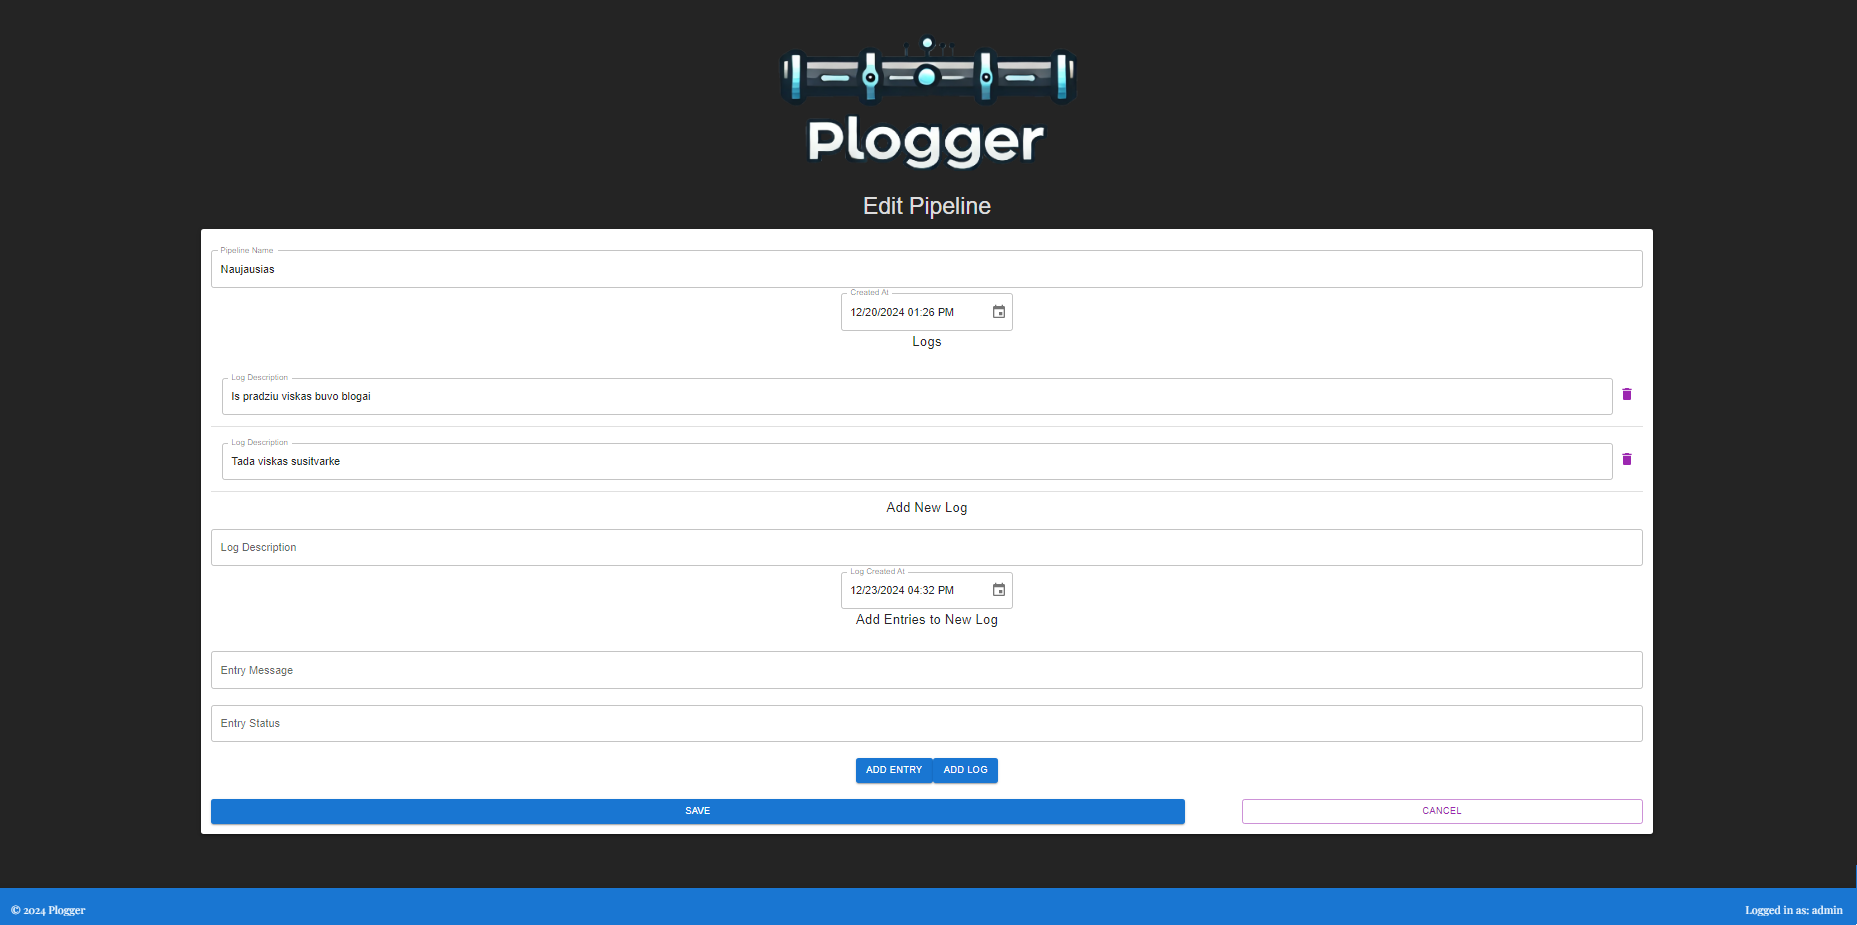 Plogger
Edit Pipeline
Pipeline Name
Naujausias
Created At
12/20/2024 01:26 PM
Logs
Log Description
Is pradziu viskas buvo blogai
Log Description
Tada viskas susitvarke
Add New Log
Log Description
Log Created At
12/23/2024 04:32 PM
Add Entries to New Log
Entry Message
Entry Status
ADD ENTRY ADD LOG
SAVE CANCEL
© 2024 Plogger Logged in as: admin